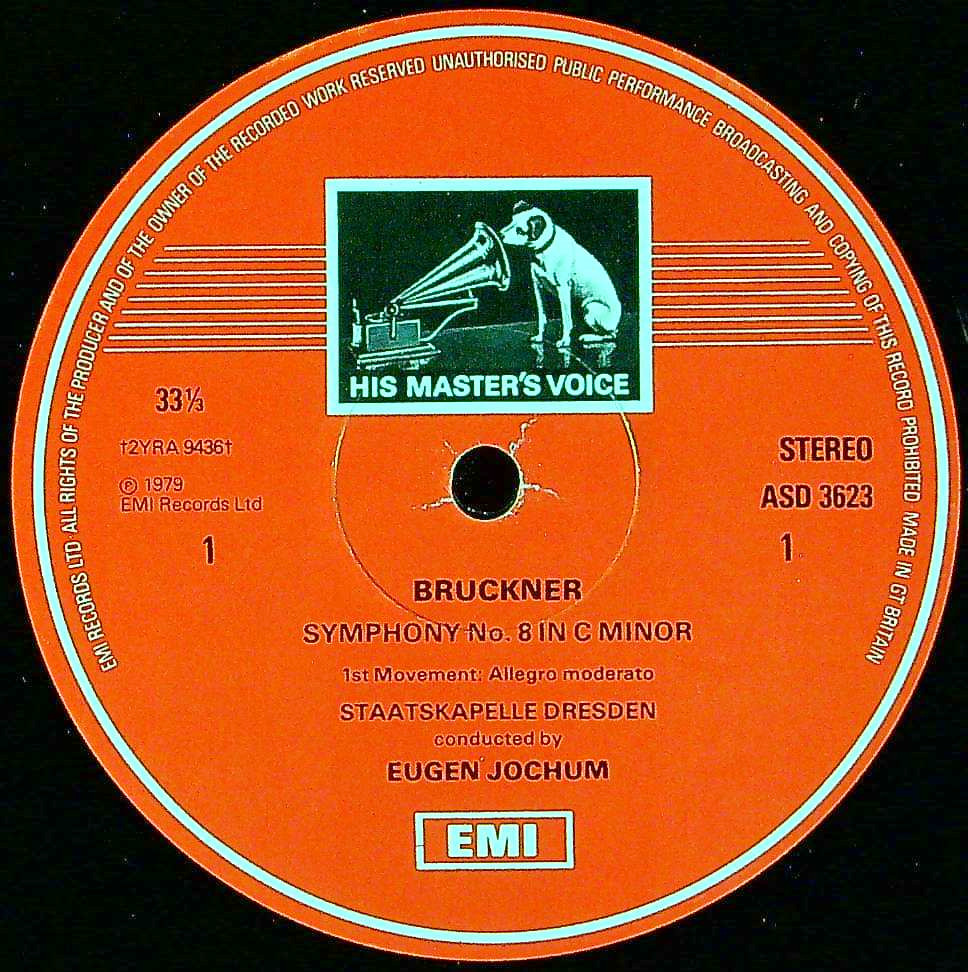 EMI RECORDS LTD · ALL RIGHTS OF THE PRODUCER AND OF THE OWNER OF THE RECORDED WORK RESERVED UNAUTHORISED PUBLIC PERFORMANCE BROADCASTING AND COPYING OF THIS RECORD PROHIBITED MADE IN GT BRITAIN
HIS MASTER'S VOICE
33⅓
†2YRA 9436†
℗ 1979
EMI Records Ltd
1
STEREO
ASD 3623
1
BRUCKNER
SYMPHONY No. 8 IN C MINOR
1st Movement: Allegro moderato
STAATSKAPELLE DRESDEN
conducted by
EUGEN JOCHUM
EMI